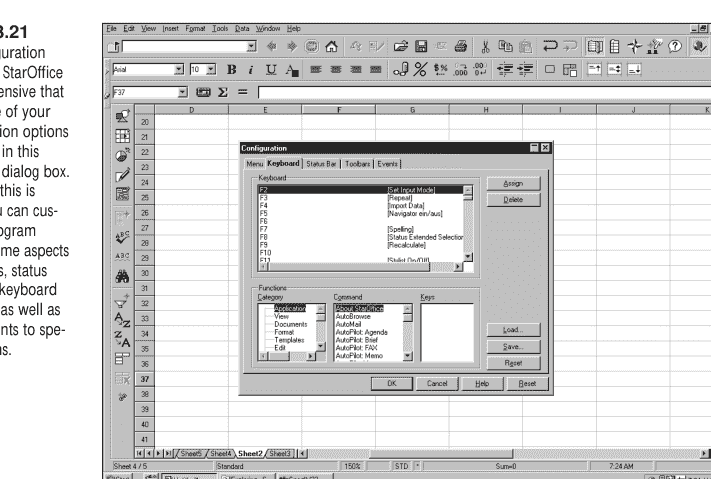 3.21
guration
StarOffice
ensive that
e of your
tion options
in this
dialog box.
this is
u can cus-
ogram
me aspects
s, status
keyboard
as well as
nts to spe-
ns.
File Edit View Insert Format Tools Data Window Help
Arial 10 B i U A
F37 Σ =
D E F G H I J K
20
21
22
23
24
25
26
27
28
29
30
31
32
33
34
35
36
37
38
39
40
41
Configuration
Menu Keyboard Status Bar Toolbars Events
Keyboard
F2 [Set Input Mode]
F3 [Repeat]
F4 [Import Data]
F5 [Navigator ein/aus]
F6
F7 [Spelling]
F8 [Status Extended Selection
F9 [Recalculate]
F10
F11 [Stylist On/Off]
Assign
Delete
Functions
Category Command Keys
Application About StarOffice
View AutoBrowse
Documents AutoMail
Format AutoPilot: Agenda
Templates AutoPilot: Brief
Edit AutoPilot: FAX
AutoPilot: Memo
Load...
Save...
Reset
OK Cancel Help Reset
Sheet5 Sheet4 Sheet2 Sheet3
Sheet 4 / 5 Standard 150% STD * Sum=0 7:24 AM